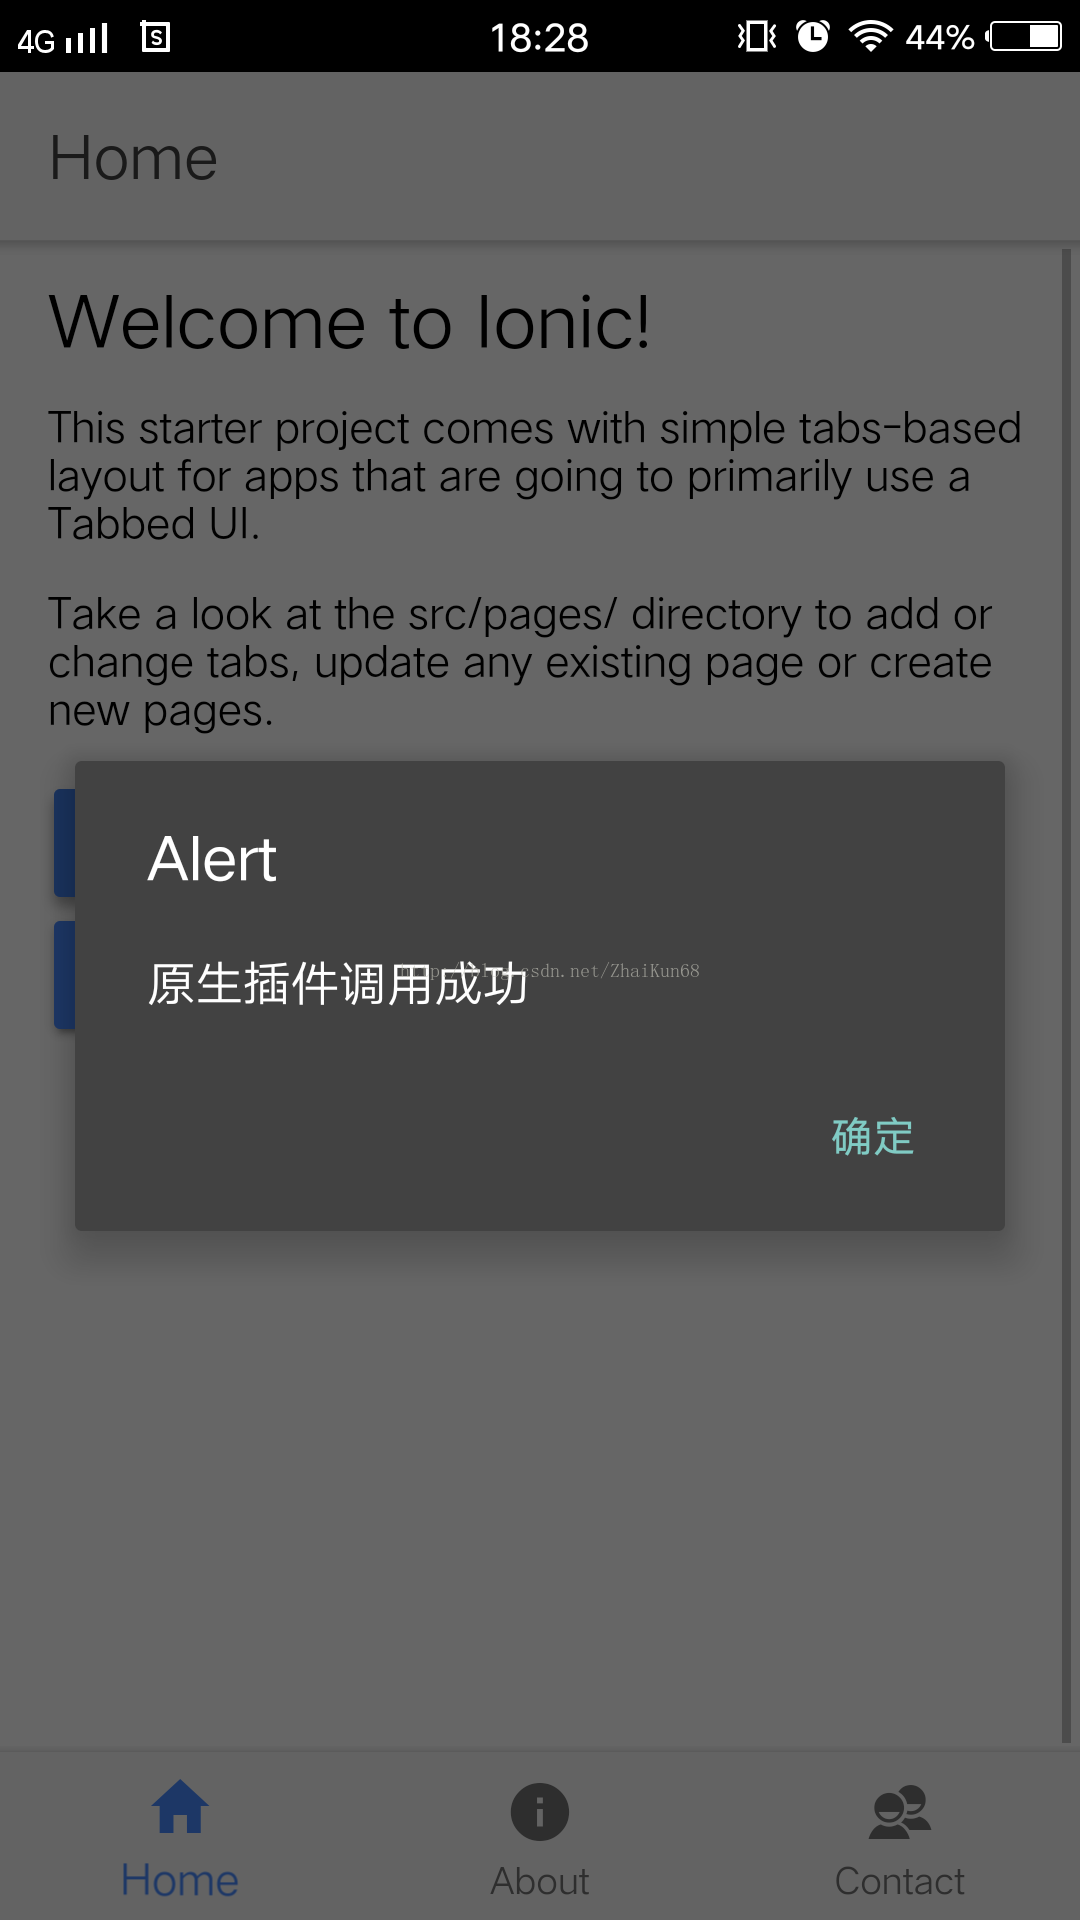 4G
18:28
44%
Home
Welcome to Ionic!
This starter project comes with simple tabs-based
layout for apps that are going to primarily use a
Tabbed UI.
Take a look at the src/pages/ directory to add or
change tabs, update any existing page or create
new pages.
Alert
原生插件调用成功
csdn.net/ZhaiKun68
确定
Home
About
Contact